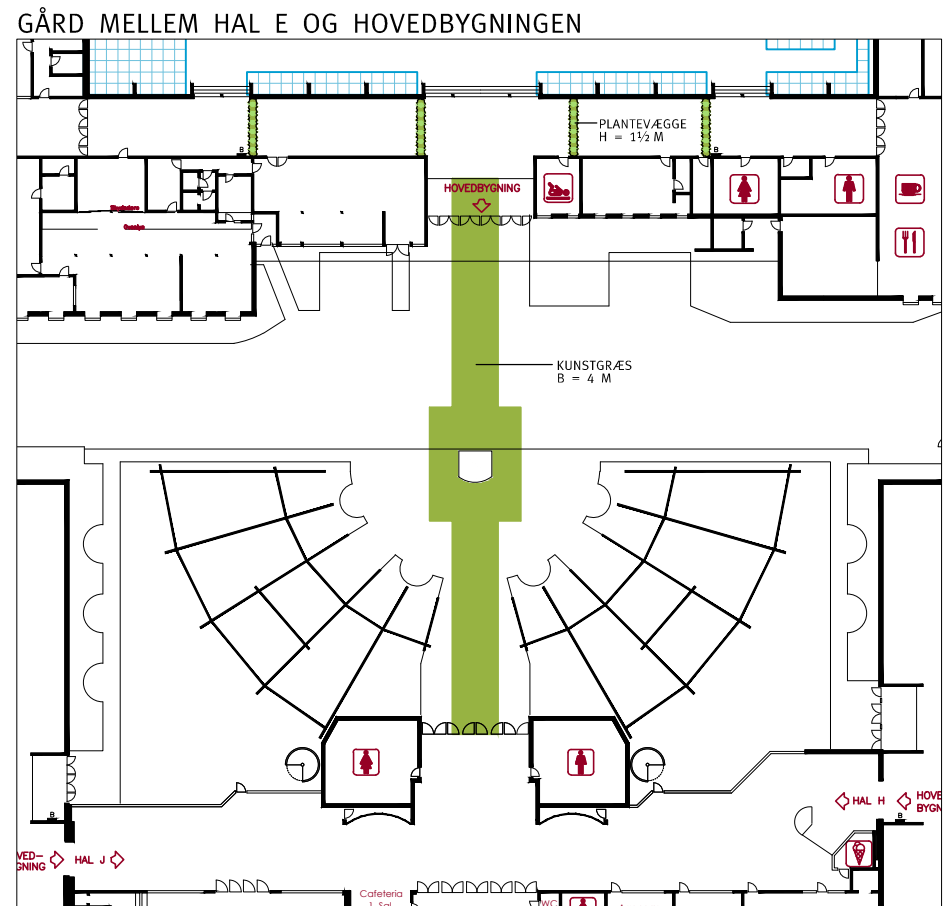 GÅRD MELLEM HAL E OG HOVEDBYGNINGEN
PLANTEVÆGGE
H = 1½ M
B
B
HOVEDBYGNING
KUNSTGRÆS
B = 4 M
HAL H
HOVE
BYGN
B
B
VED–
GNING
HAL J
Cafeteria
1. Sal
WC